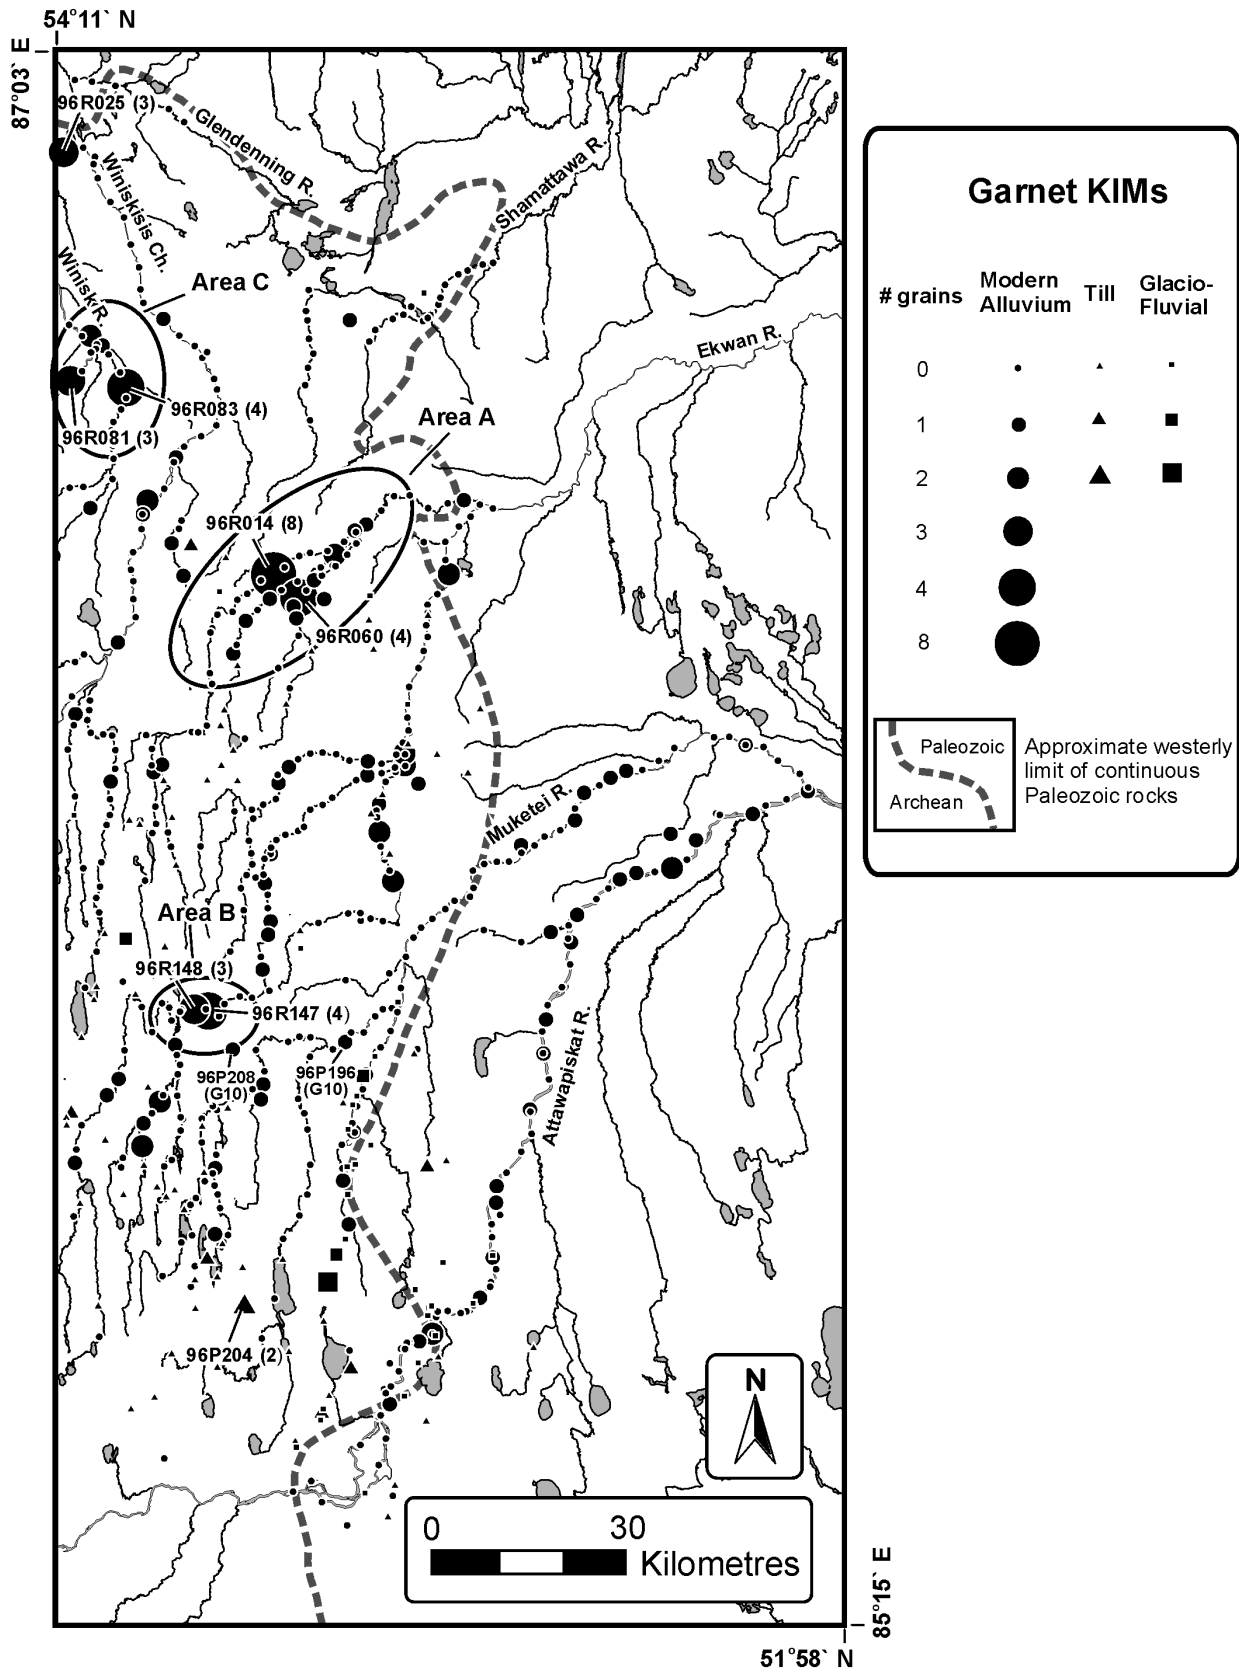 54°11` N
87°03` E
96R025 (3)
Glendenning R.
Winiskisis Ch.
Shamattawa R.
Winisk R
Area C
Ekwan R.
96R083 (4)
96R081 (3)
Area A
96R014 (8)
96R060 (4)
Muketei R.
Area B
96R148 (3)
96R147 (4)
96P208
(G10)
96P196
(G10)
Attawapiskat R.
96P204 (2)
N
0 30
Kilometres
85°15` E
51°58` N
Garnet KIMs
# grains
Modern
Alluvium
Till
Glacio-
Fluvial
0
1
2
3
4
8
Paleozoic
Archean
Approximate westerly
limit of continuous
Paleozoic rocks